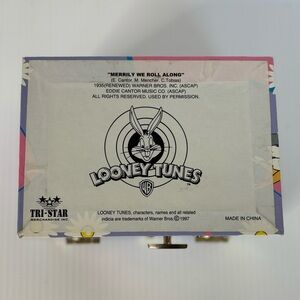 "MERRILY WE ROLL ALONG"
(E. Cantor, M. Mencher, C.Tobias)
1935(RENEWED) WARNER BROS. INC. (ASCAP)
EDDIE CANTOR MUSIC CO. (ASCAP)
ALL RIGHTS RESERVED. USED BY PERMISSION.
LOONEY TUNES
WB
TRI-STAR
MERCHANDISE INC.
LOONEY TUNES, characters, names and all related
indicia are trademarks of Warner Bros.© 1997
MADE IN CHINA